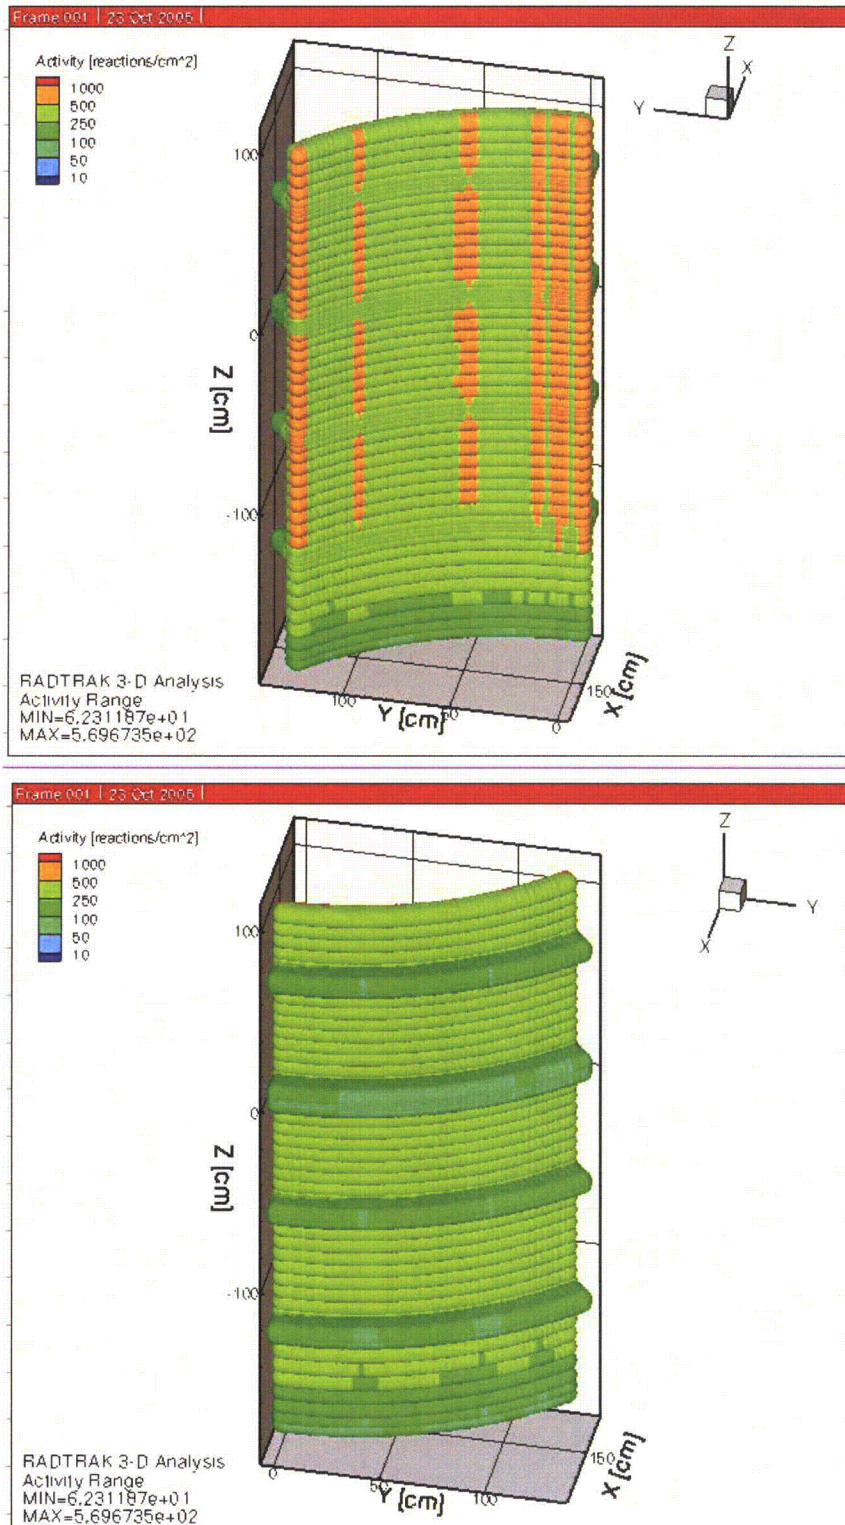 Frame 001 | 23 Oct 2005 |
Activity [reactions/cm^2]
1000
500
250
100
50
10
Z
X
Y
100
0
-100
Z [cm]
100
50
0
Y [cm]
150
X [cm]
RADTRAK 3-D Analysis
Activity Range
MIN=6.231187e+01
MAX=5.696735e+02
Frame 001 | 23 Oct 2005 |
Activity [reactions/cm^2]
1000
500
250
100
50
10
Z
Y
X
100
0
-100
Z [cm]
0
50
100
Y [cm]
150
X [cm]
RADTRAK 3-D Analysis
Activity Range
MIN=6.231187e+01
MAX=5.696735e+02